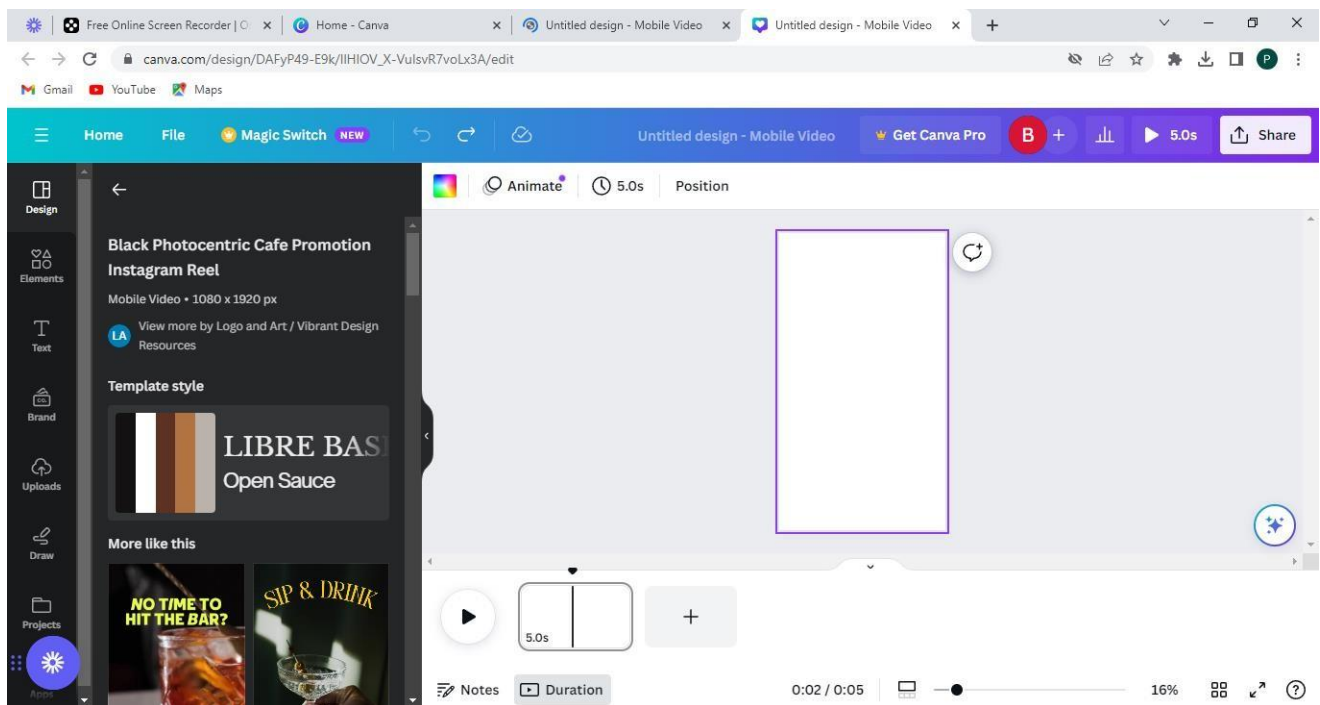 Free Online Screen Recorder | O
Home - Canva
Untitled design - Mobile Video
Untitled design - Mobile Video
canva.com/design/DAFyP49-E9k/IIHIOV_X-VulsvR7voLx3A/edit
P
Gmail
YouTube
Maps
Home
File
Magic Switch NEW
Untitled design - Mobile Video
Get Canva Pro
B
5.0s
Share
Design
Elements
Text
Brand
Uploads
Draw
Projects
Apps
Black Photocentric Cafe Promotion
Instagram Reel
Mobile Video • 1080 x 1920 px
LA
View more by Logo and Art / Vibrant Design
Resources
Template style
LIBRE BAS
Open Sauce
More like this
NO TIME TO
HIT THE BAR?
SIP & DRINK
Animate
5.0s
Position
5.0s
Notes
Duration
0:02 / 0:05
16%